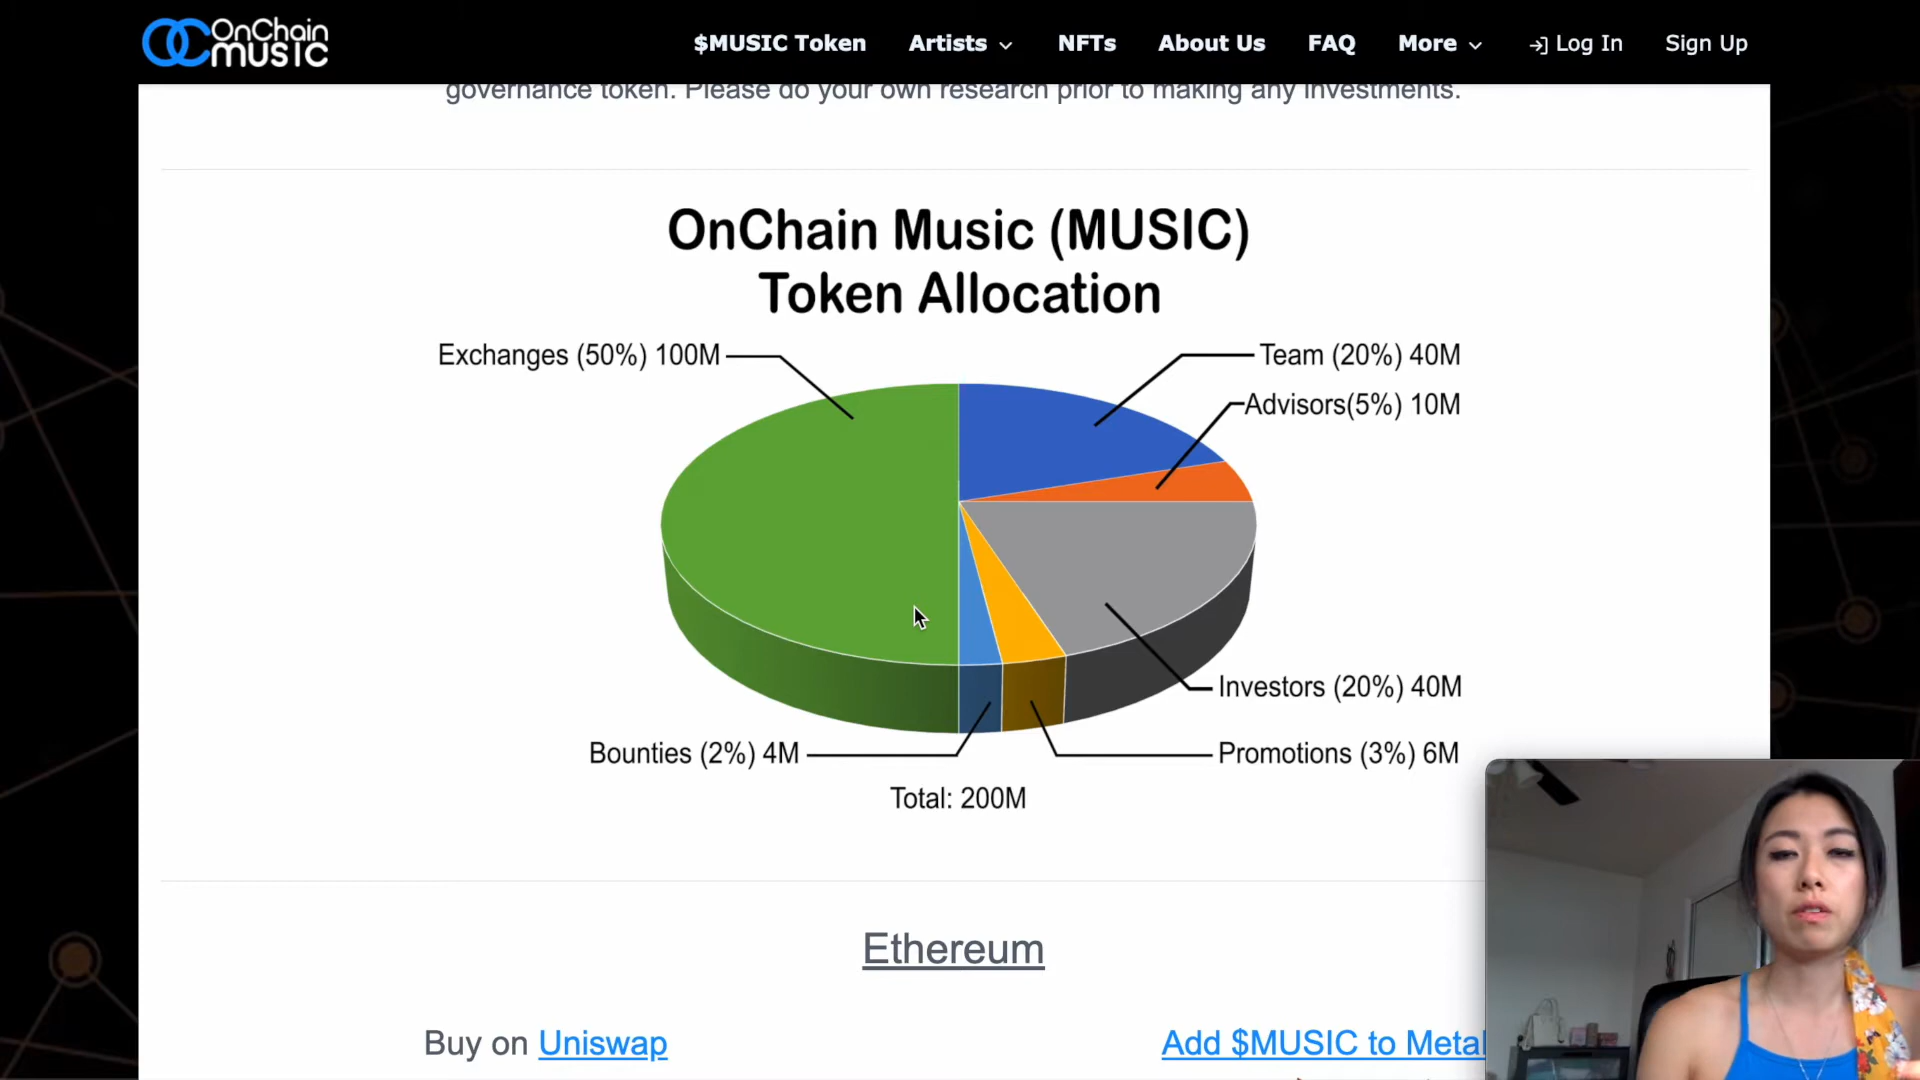 OnChain
MUSIC
$MUSIC Token
Artists
NFTs
About Us
FAQ
More
Log In
Sign Up
governance token. Please do your own research prior to making any investments.
OnChain Music (MUSIC)
Token Allocation
Exchanges (50%) 100M
Team (20%) 40M
Advisors(5%) 10M
Investors (20%) 40M
Bounties (2%) 4M
Promotions (3%) 6M
Total: 200M
Ethereum
Buy on Uniswap
Add $MUSIC to